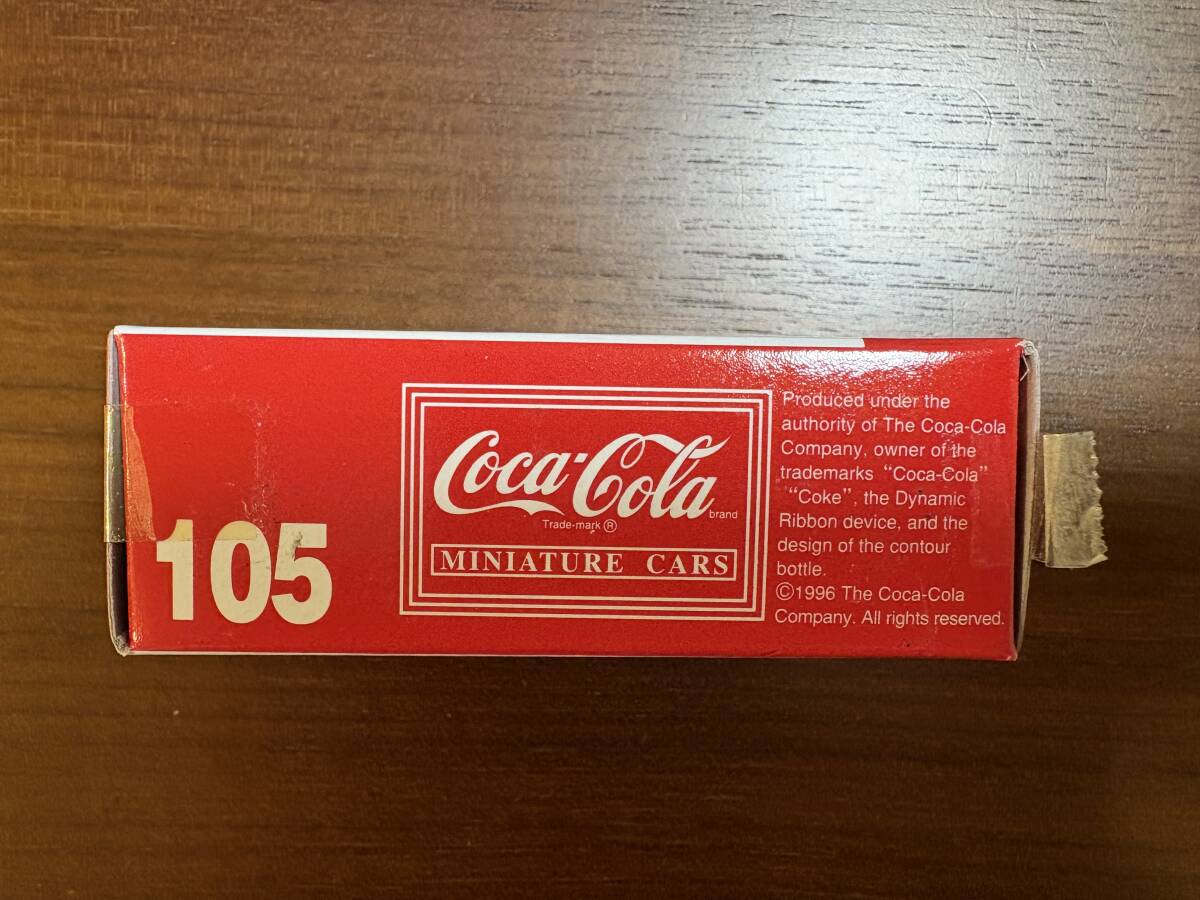 105
Coca-Cola
brand
Trade-mark ®
MINIATURE CARS
Produced under the
authority of The Coca-Cola
Company, owner of the
trademarks “Coca-Cola”
“Coke”, the Dynamic
Ribbon device, and the
design of the contour
bottle.
©1996 The Coca-Cola
Company. All rights reserved.